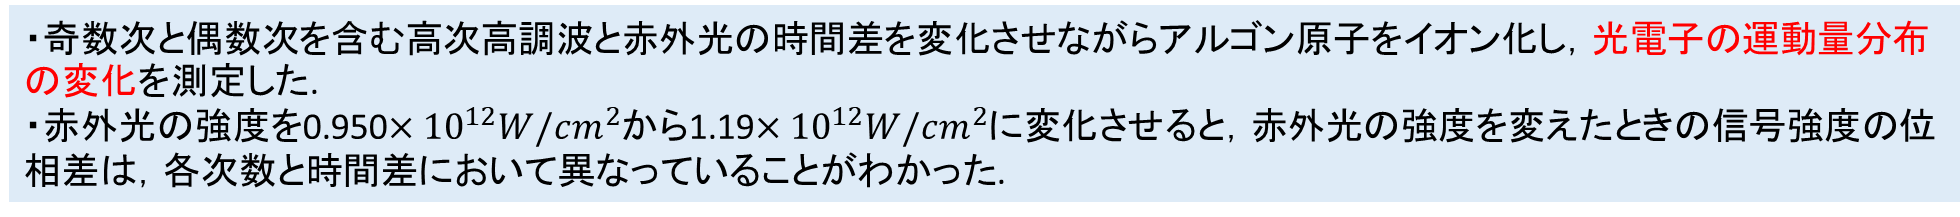 ・奇数次と偶数次を含む高次高調波と赤外光の時間差を変化させながらアルゴン原子をイオン化し，光電子の運動量分布
の変化を測定した．
・赤外光の強度を0.950× 10¹²W/cm²から1.19× 10¹²W/cm²に変化させると，赤外光の強度を変えたときの信号強度の位
相差は，各次数と時間差において異なっていることがわかった．